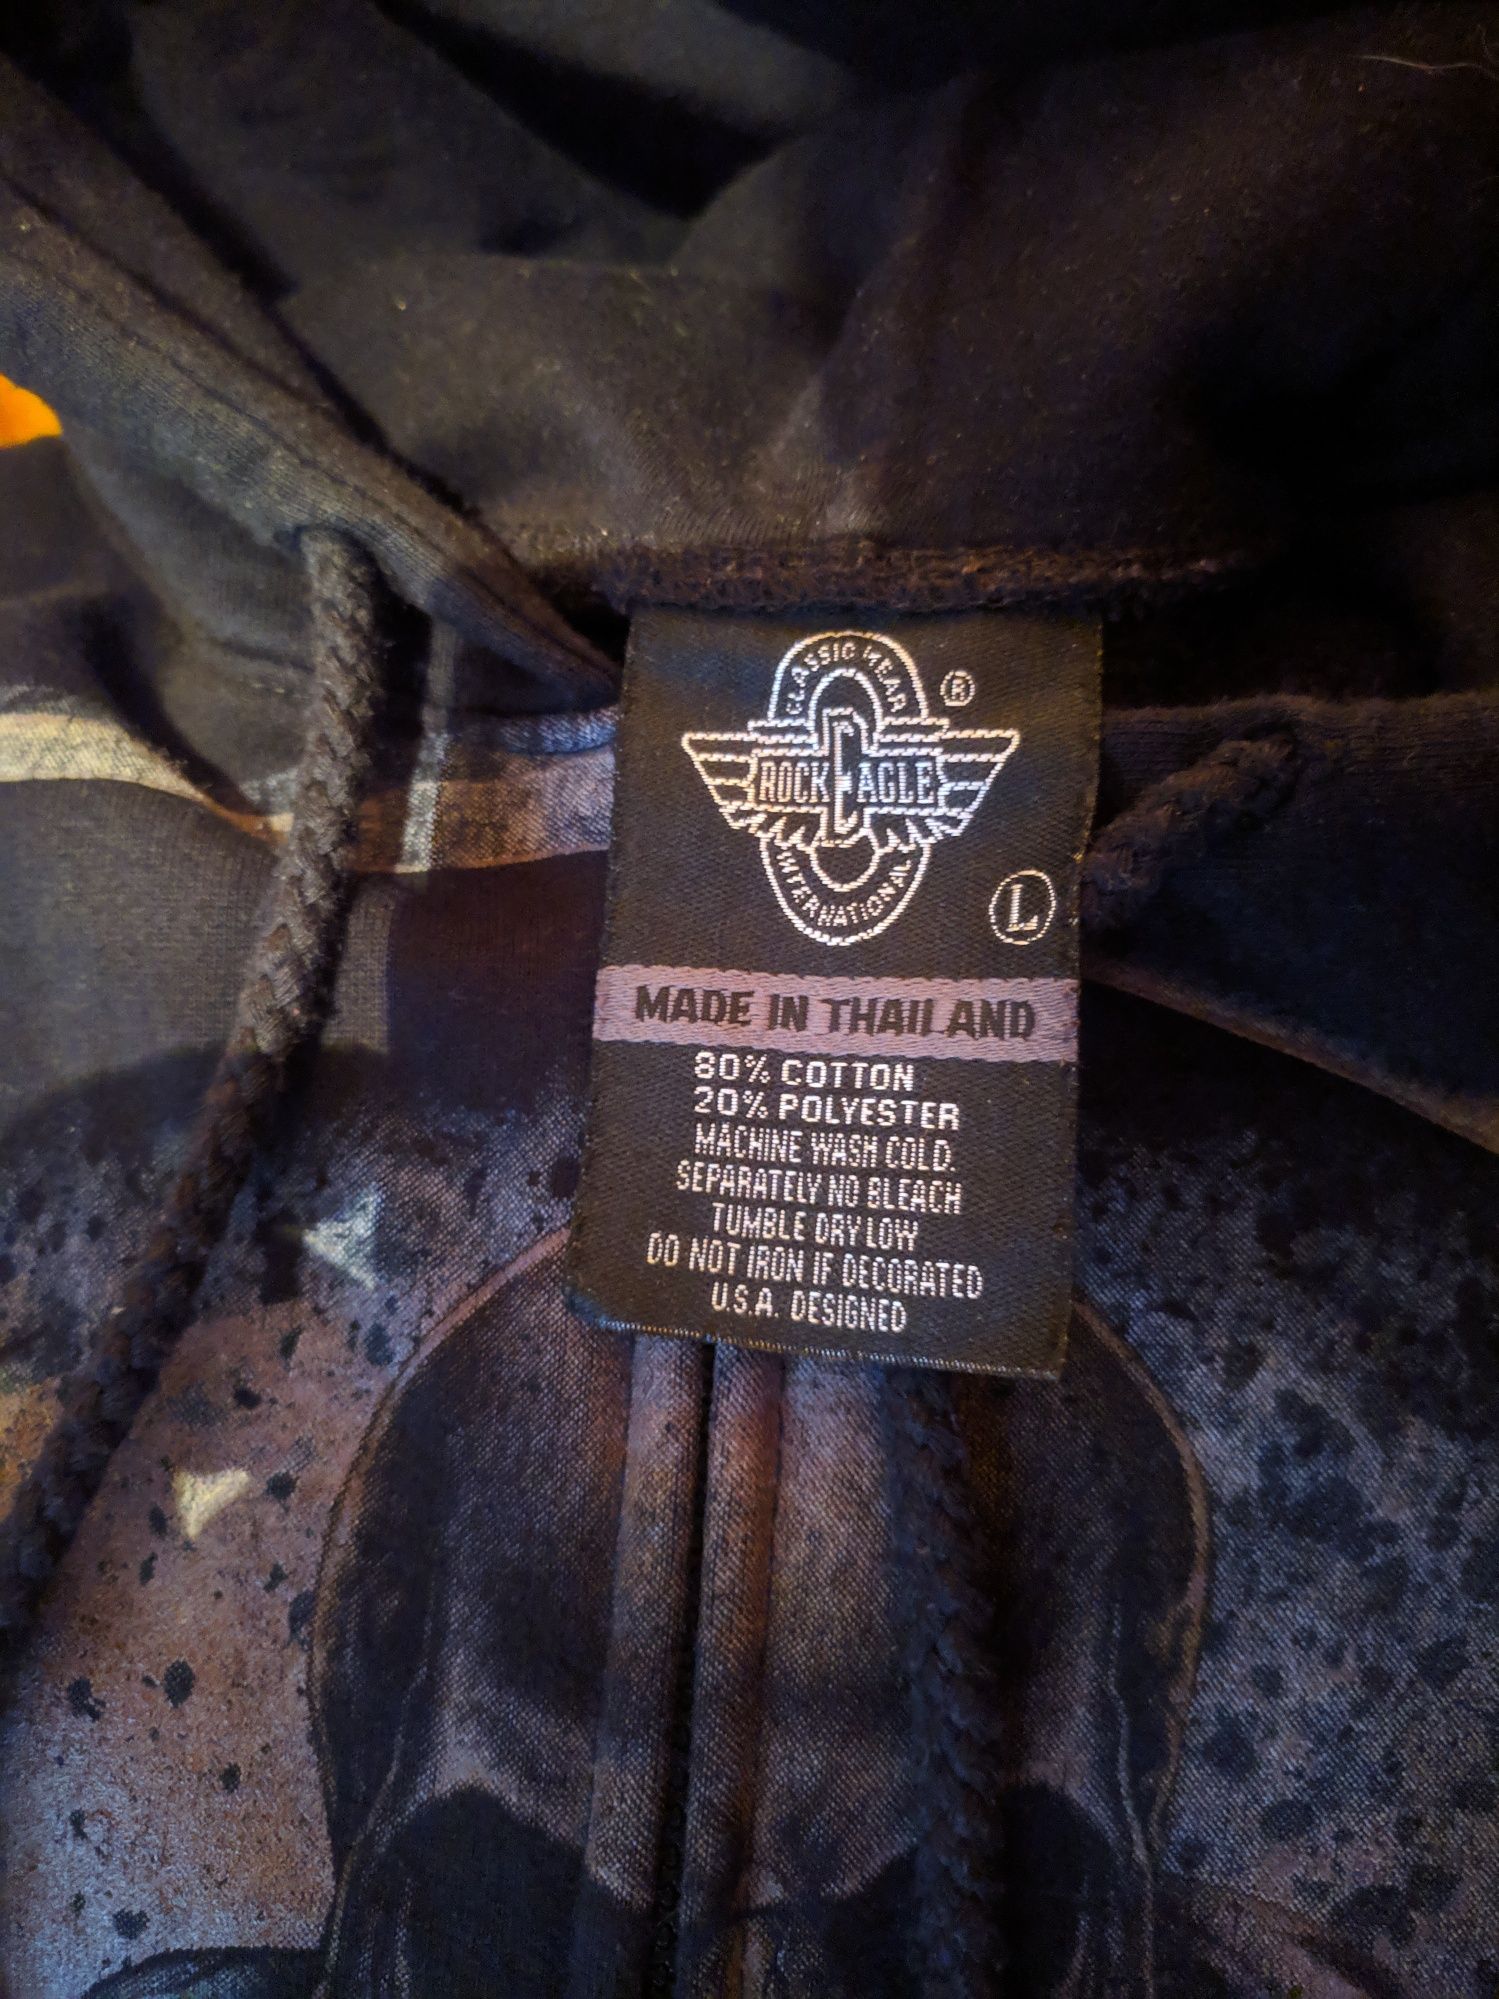 CLASSIC WEAR
®
ROCK EAGLE
INTERNATIONAL
L
MADE IN THAILAND
80% COTTON
20% POLYESTER
MACHINE WASH COLD.
SEPARATELY NO BLEACH
TUMBLE DRY LOW
DO NOT IRON IF DECORATED
U.S.A. DESIGNED